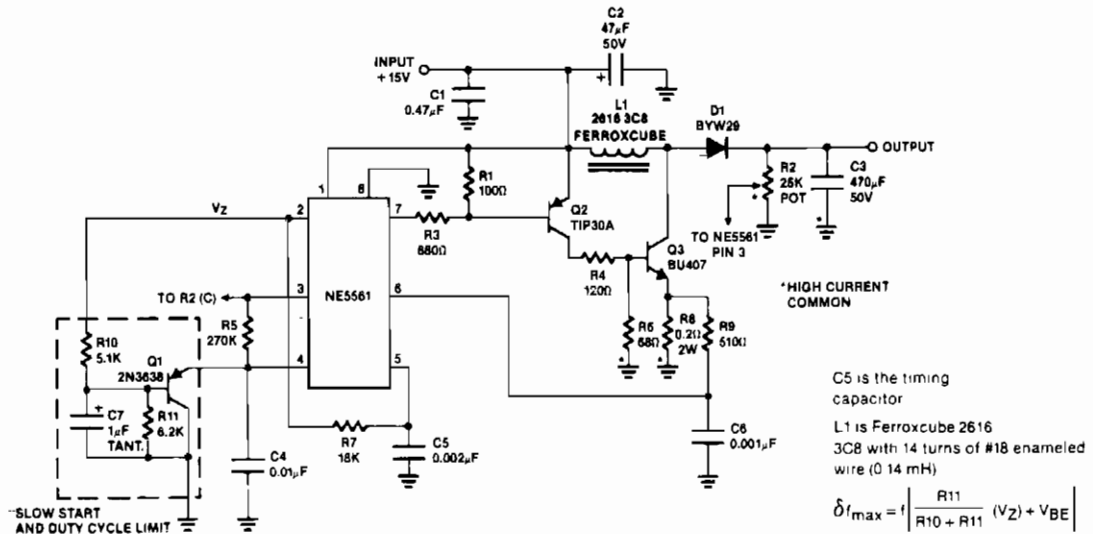 C2
47µF
50V
INPUT
+15V
+
C1
0.47µF
L1
2616 3C8
FERROXCUBE
D1
BYW29
OUTPUT
R2
25K
POT
C3
470µF
50V
*
*
TO NE5561
PIN 3
R1
100Ω
1
8
VZ
2
7
R3
680Ω
Q2
TIP30A
Q3
BU407
R4
120Ω
*HIGH CURRENT
COMMON
TO R2 (C)
3
NE5561
6
R5
270K
R10
5.1K
Q1
2N3638
4
5
R6
68Ω
R8
0.2Ω
2W
R9
510Ω
*
*
C7
1µF
TANT.
+
R11
6.2K
R7
18K
C5
0.002µF
C4
0.01µF
C6
0.001µF
C5 is the timing
capacitor
L1 is Ferroxcube 2616
3C8 with 14 turns of #18 enameled
wire (0 14 mH)
δfmax = f | R11 / R10 + R11 (VZ) + VBE |
SLOW START
AND DUTY CYCLE LIMIT